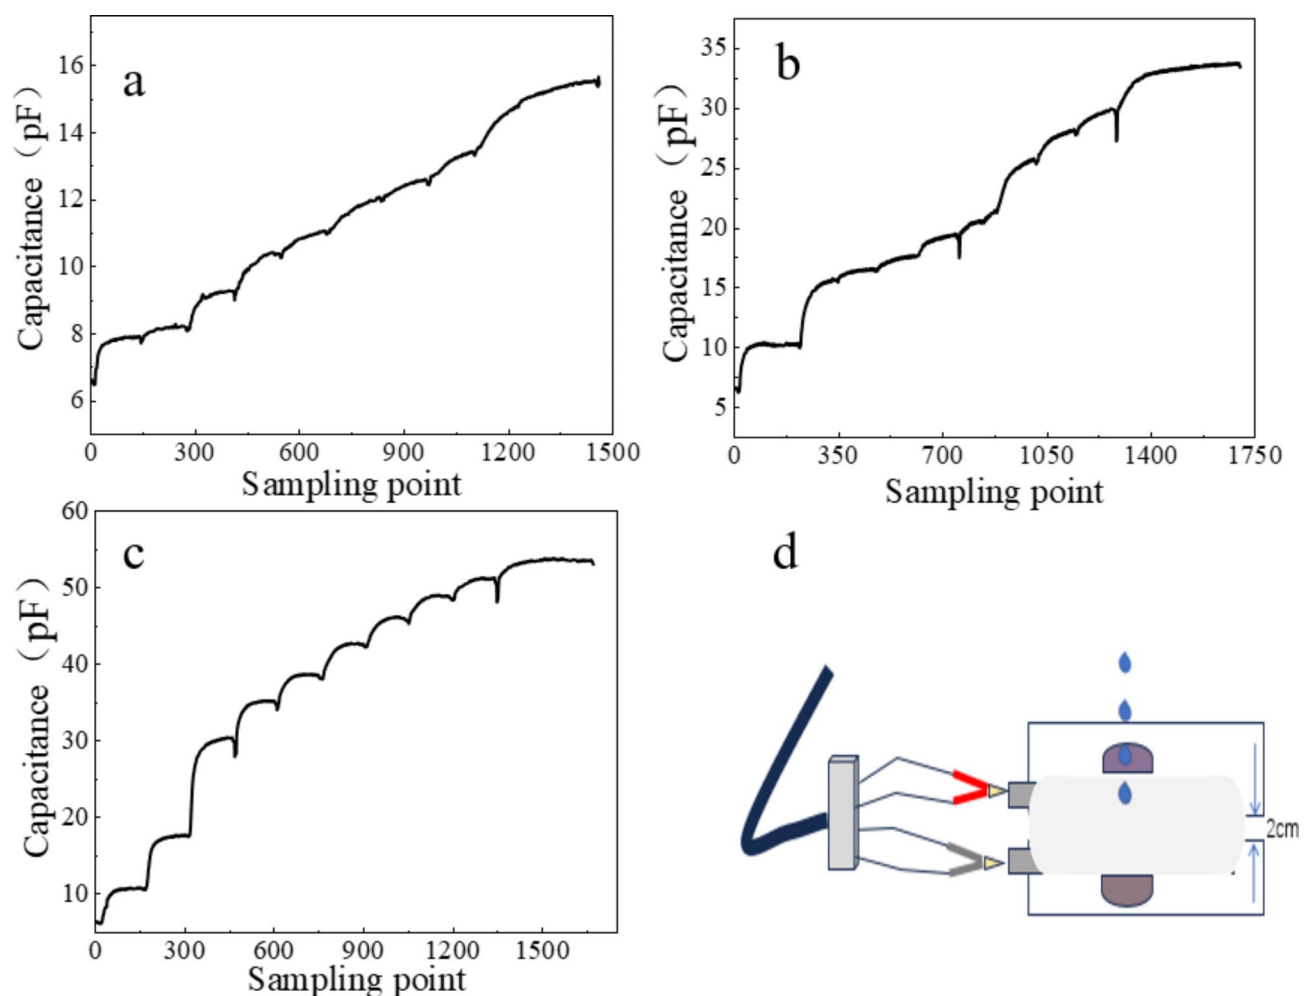 a
Capacitance（pF）
16
14
12
10
8
6
0 300 600 900 1200 1500
Sampling point
b
Capacitance（pF）
35
30
25
20
15
10
5
0 350 700 1050 1400 1750
Sampling point
c
Capacitance（pF）
60
50
40
30
20
10
0 300 600 900 1200 1500
Sampling point
d
2cm